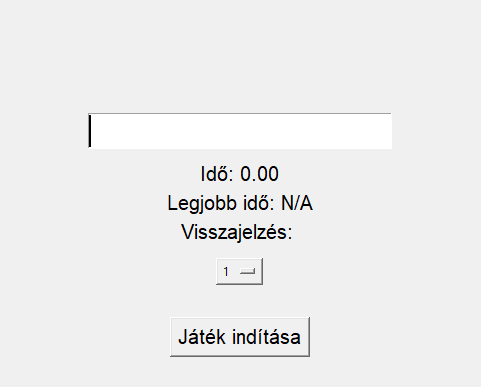 Idő: 0.00
Legjobb idő: N/A
Visszajelzés:
1
Játék indítása